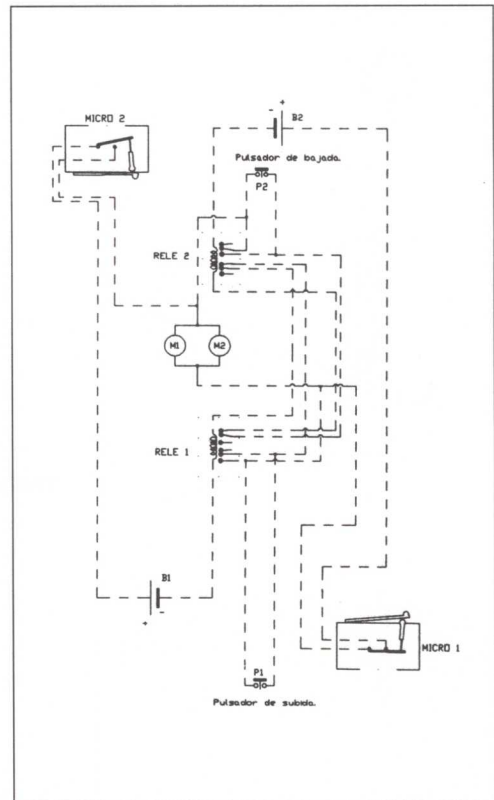 MICRO 2
+
-
B2
Pulsador de bajada.
P2
RELE 2
M1
M2
RELE 1
B1
-
+
MICRO 1
P1
Pulsador de subida.